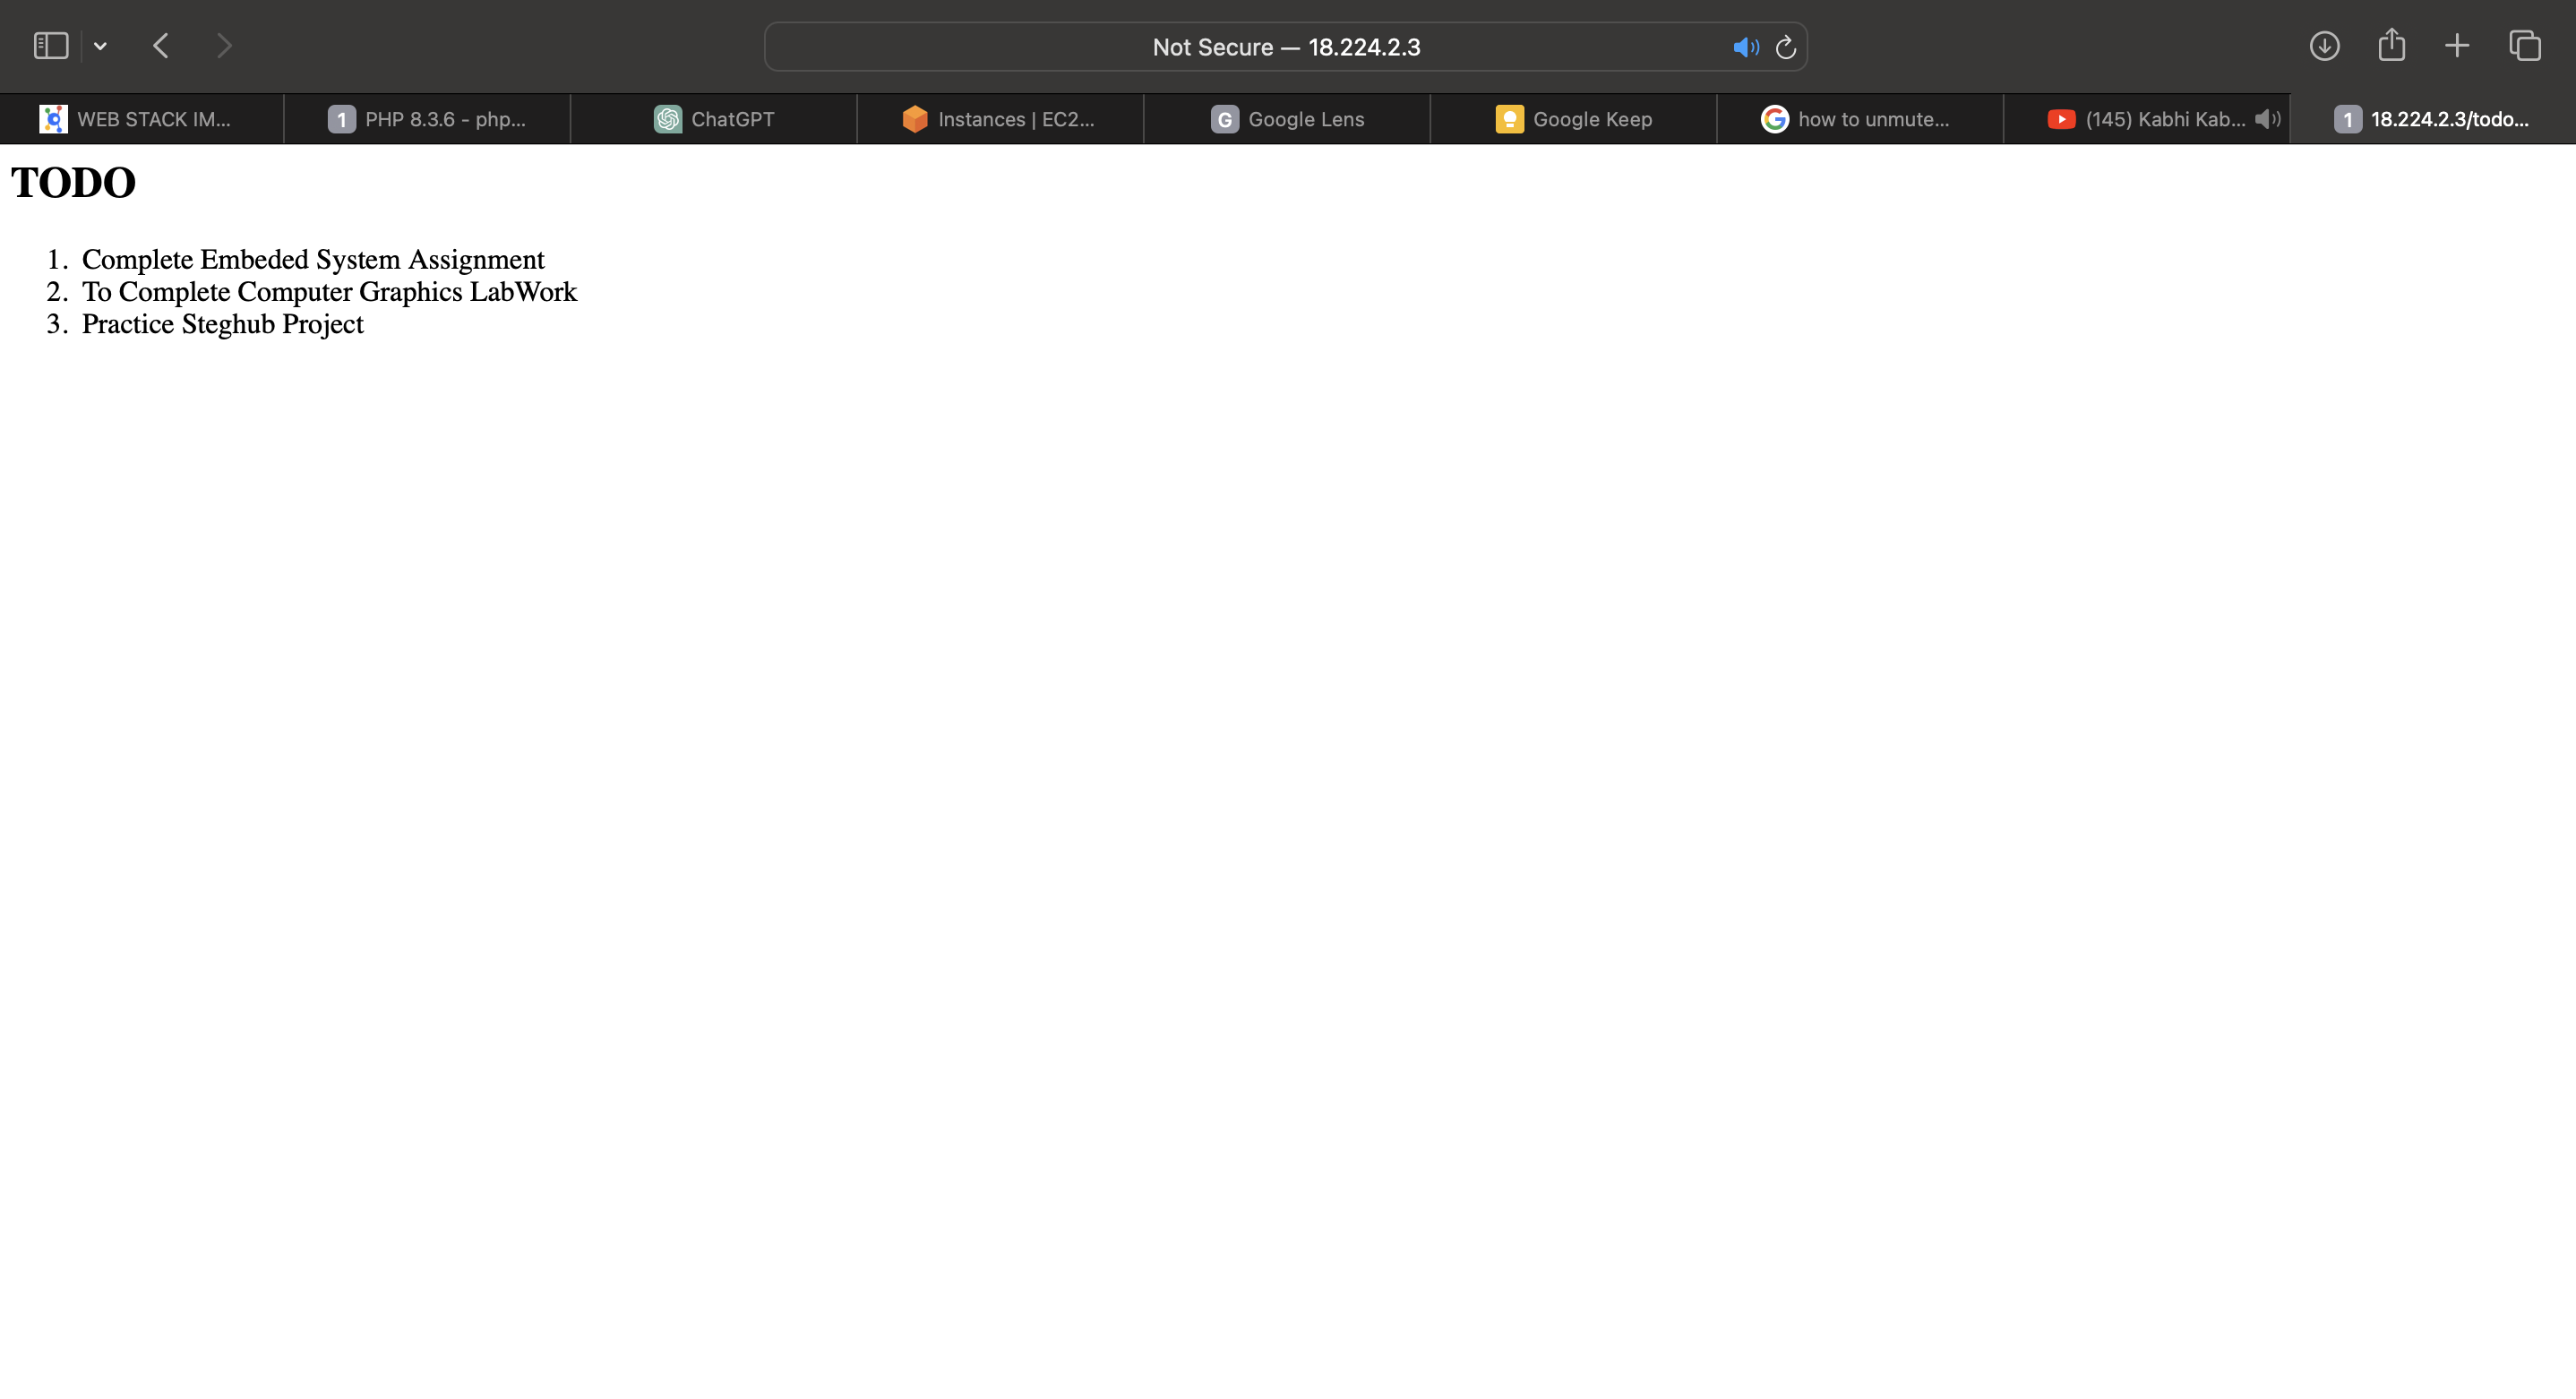 Not Secure — 18.224.2.3
WEB STACK IM...
1 PHP 8.3.6 - php...
ChatGPT
Instances | EC2...
G Google Lens
Google Keep
G how to unmute...
(145) Kabhi Kab...
1 18.224.2.3/todo...
TODO
1. Complete Embeded System Assignment
2. To Complete Computer Graphics LabWork
3. Practice Steghub Project